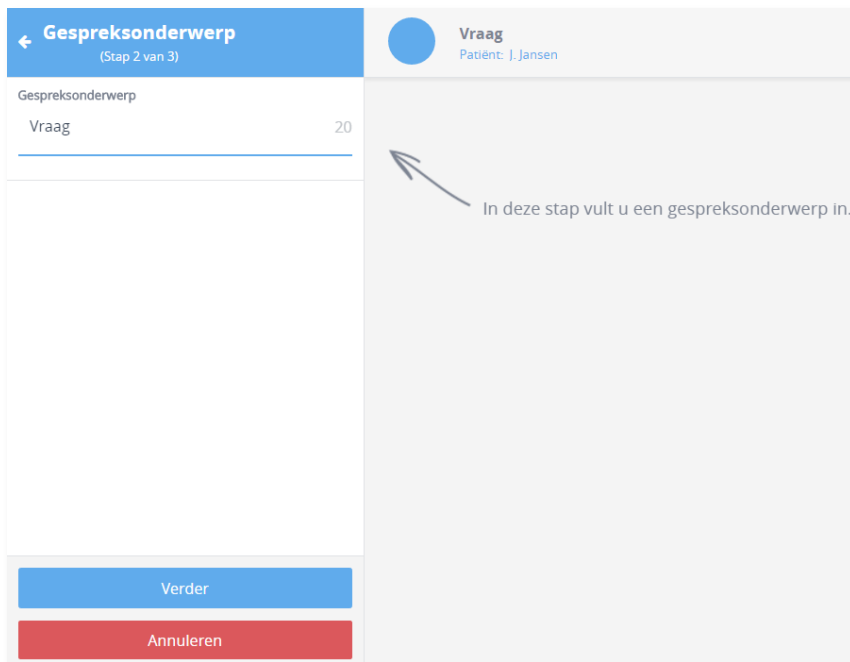 Gespreksonderwerp
(Stap 2 van 3)
Vraag
Patiënt: J. Jansen
Gespreksonderwerp
Vraag 20
In deze stap vult u een gespreksonderwerp in.
Verder
Annuleren